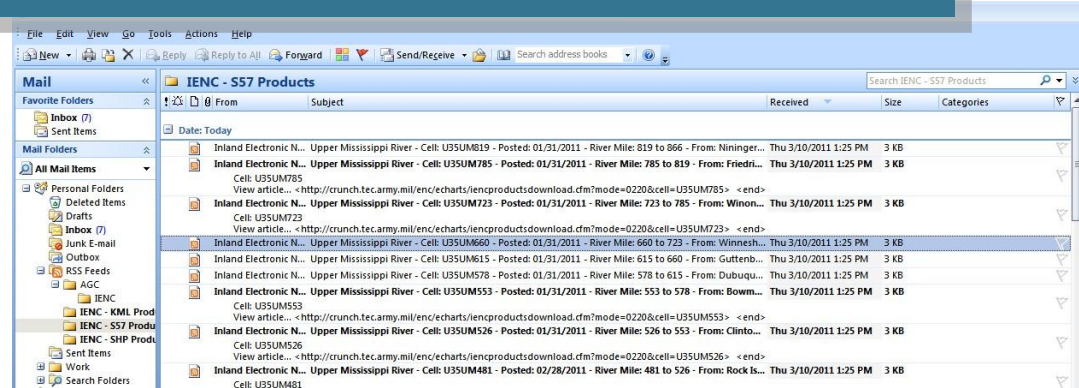 File Edit View Go Tools Actions Help
New Reply Reply to All Forward Send/Receive Search address books
Mail «
Favorite Folders
Inbox (7)
Sent Items
Mail Folders
All Mail Items
Personal Folders
Deleted Items
Drafts
Inbox (7)
Junk E-mail
Outbox
RSS Feeds
AGC
IENC
IENC - KML Prod
IENC - S57 Produ
IENC - SHP Produ
Sent Items
Work
Search Folders
IENC - S57 Products Search IENC - S57 Products
! From Subject Received Size Categories
Date: Today
Inland Electronic N... Upper Mississippi River - Cell: U35UM819 - Posted: 01/31/2011 - River Mile: 819 to 866 - From: Nininger... Thu 3/10/2011 1:25 PM 3 KB
Inland Electronic N... Upper Mississippi River - Cell: U35UM785 - Posted: 01/31/2011 - River Mile: 785 to 819 - From: Friedri... Thu 3/10/2011 1:25 PM 3 KB
Cell: U35UM785
View article... <http://crunch.tec.army.mil/enc/echarts/iencproductsdownload.cfm?mode=0220&cell=U35UM785> <end>
Inland Electronic N... Upper Mississippi River - Cell: U35UM723 - Posted: 01/31/2011 - River Mile: 723 to 785 - From: Winon... Thu 3/10/2011 1:25 PM 3 KB
Cell: U35UM723
View article... <http://crunch.tec.army.mil/enc/echarts/iencproductsdownload.cfm?mode=0220&cell=U35UM723> <end>
Inland Electronic N... Upper Mississippi River - Cell: U35UM660 - Posted: 01/31/2011 - River Mile: 660 to 723 - From: Winnesh... Thu 3/10/2011 1:25 PM 3 KB
Inland Electronic N... Upper Mississippi River - Cell: U35UM615 - Posted: 01/31/2011 - River Mile: 615 to 660 - From: Guttenb... Thu 3/10/2011 1:25 PM 3 KB
Inland Electronic N... Upper Mississippi River - Cell: U35UM578 - Posted: 01/31/2011 - River Mile: 578 to 615 - From: Dubuqu... Thu 3/10/2011 1:25 PM 3 KB
Inland Electronic N... Upper Mississippi River - Cell: U35UM553 - Posted: 01/31/2011 - River Mile: 553 to 578 - From: Bowm... Thu 3/10/2011 1:25 PM 3 KB
Cell: U35UM553
View article... <http://crunch.tec.army.mil/enc/echarts/iencproductsdownload.cfm?mode=0220&cell=U35UM553> <end>
Inland Electronic N... Upper Mississippi River - Cell: U35UM526 - Posted: 01/31/2011 - River Mile: 526 to 553 - From: Clinto... Thu 3/10/2011 1:25 PM 3 KB
Cell: U35UM526
View article... <http://crunch.tec.army.mil/enc/echarts/iencproductsdownload.cfm?mode=0220&cell=U35UM526> <end>
Inland Electronic N... Upper Mississippi River - Cell: U35UM481 - Posted: 02/28/2011 - River Mile: 481 to 526 - From: Rock Is... Thu 3/10/2011 1:25 PM 3 KB
Cell: U35UM481